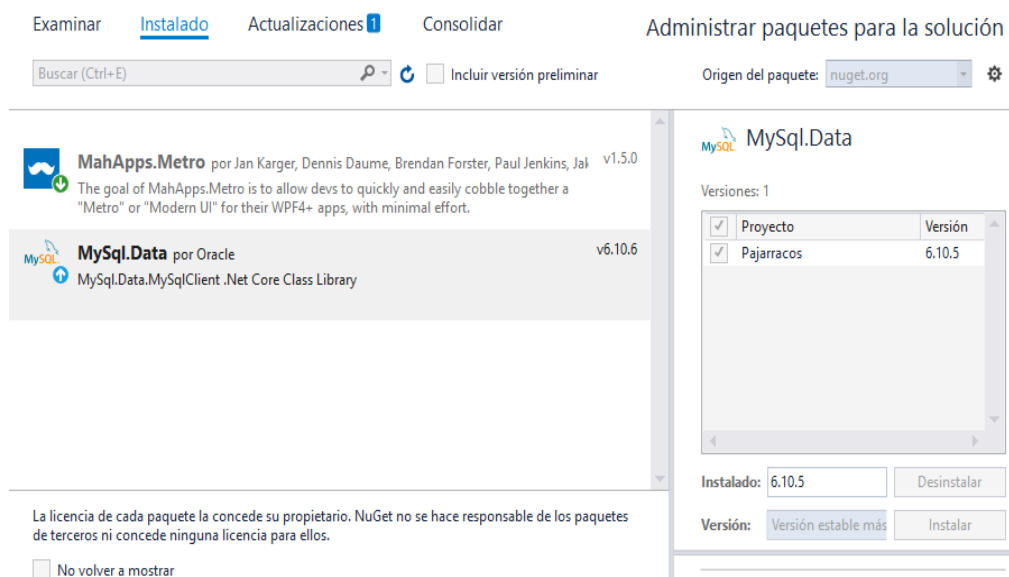 Examinar Instalado Actualizaciones 1 Consolidar
Administrar paquetes para la solución
Buscar (Ctrl+E) Incluir versión preliminar
Origen del paquete: nuget.org
MahApps.Metro por Jan Karger, Dennis Daume, Brendan Forster, Paul Jenkins, Jak v1.5.0
The goal of MahApps.Metro is to allow devs to quickly and easily cobble together a
"Metro" or "Modern UI" for their WPF4+ apps, with minimal effort.
MySQL MySql.Data por Oracle v6.10.6
MySql.Data.MySqlClient .Net Core Class Library
La licencia de cada paquete la concede su propietario. NuGet no se hace responsable de los paquetes
de terceros ni concede ninguna licencia para ellos.
No volver a mostrar
MySQL MySql.Data
Versiones: 1
Proyecto Versión
Pajarracos 6.10.5
Instalado: 6.10.5 Desinstalar
Versión: Versión estable más Instalar